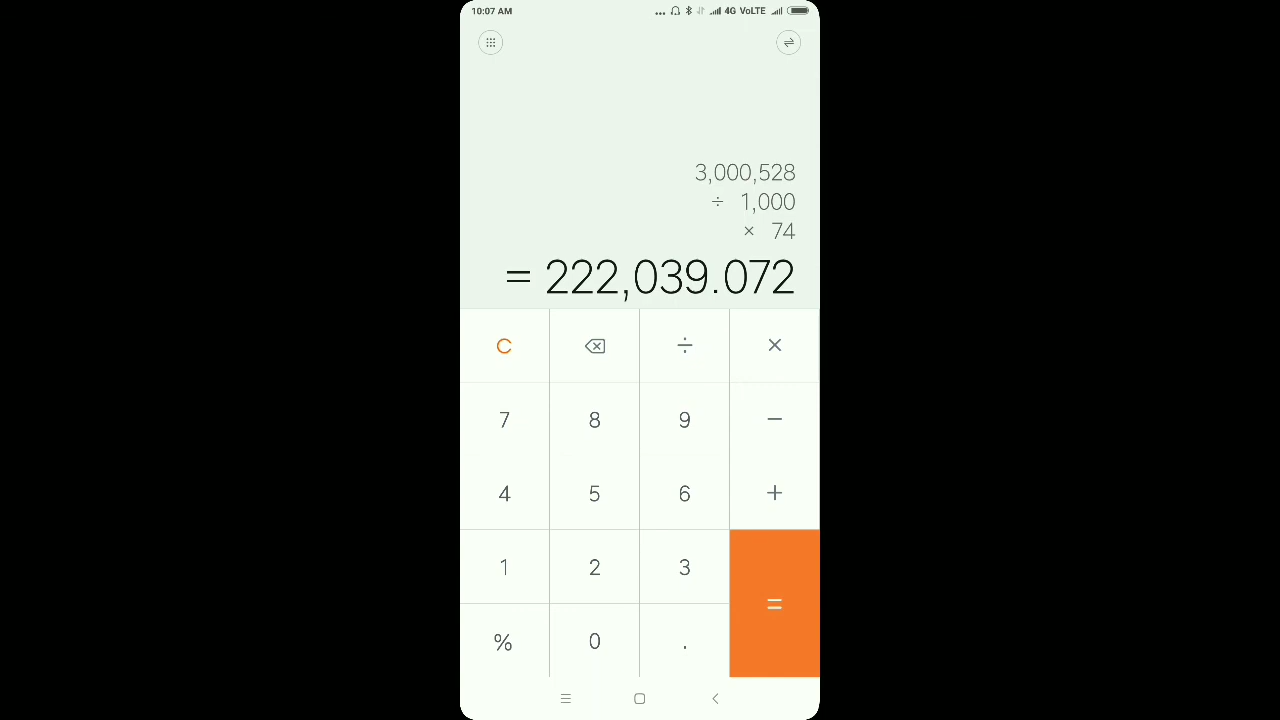 10:07 AM ... 4G VoLTE
3,000,528
÷ 1,000
× 74
= 222,039.072
C ÷ ×
7 8 9 −
4 5 6 +
1 2 3
=
% 0 .